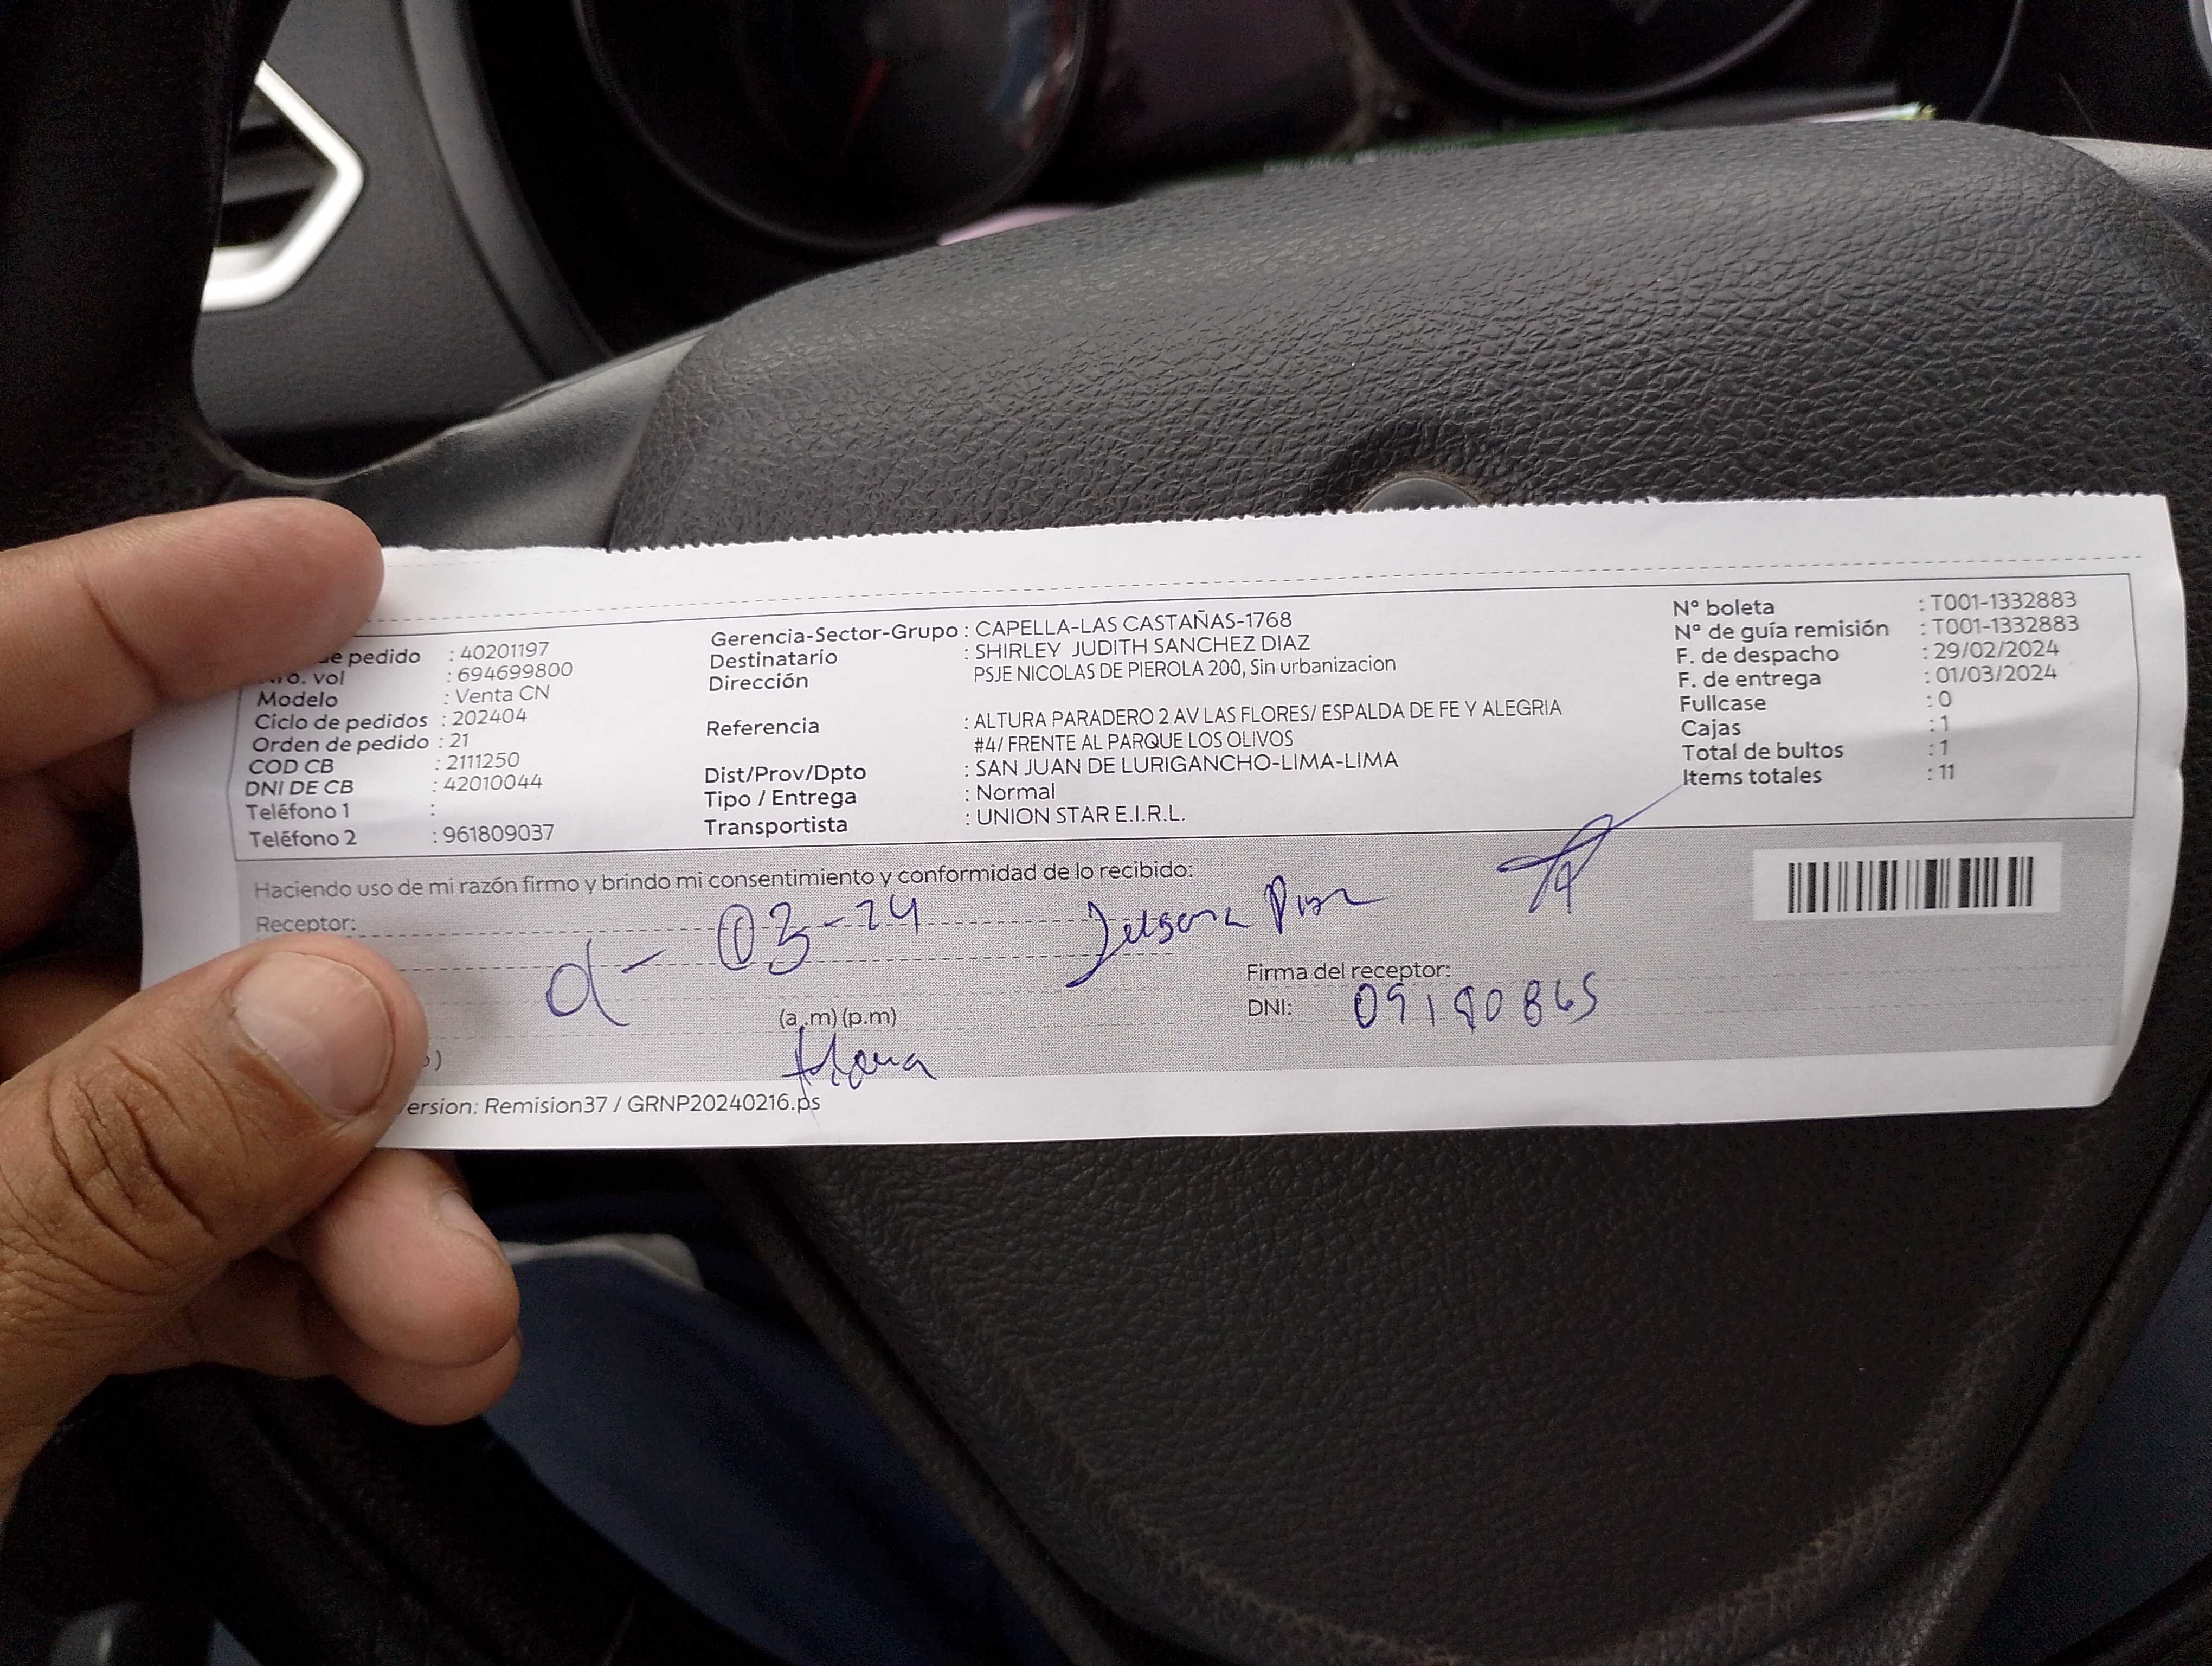 de pedido : 40201197
Nro. vol : 694699800
Modelo : Venta CN
Ciclo de pedidos : 202404
Orden de pedido : 21
COD CB : 2111250
DNI DE CB : 42010044
Teléfono 1 :
Teléfono 2 : 961809037
Gerencia-Sector-Grupo : CAPELLA-LAS CASTAÑAS-1768
Destinatario : SHIRLEY JUDITH SANCHEZ DIAZ
Dirección PSJE NICOLAS DE PIEROLA 200, Sin urbanizacion
Referencia : ALTURA PARADERO 2 AV LAS FLORES/ ESPALDA DE FE Y ALEGRIA
#4/ FRENTE AL PARQUE LOS OLIVOS
Dist/Prov/Dpto : SAN JUAN DE LURIGANCHO-LIMA-LIMA
Tipo / Entrega : Normal
Transportista : UNION STAR E.I.R.L.
Nº boleta : T001-1332883
Nº de guía remisión : T001-1332883
F. de despacho : 29/02/2024
F. de entrega : 01/03/2024
Fullcase : 0
Cajas : 1
Total de bultos : 1
Items totales : 11
Haciendo uso de mi razón firmo y brindo mi consentimiento y conformidad de lo recibido:
Receptor:
03-24
Firma del receptor:
(a.m) (p.m)
DNI: 09180865
)
ersion: Remision37 / GRNP20240216.ps